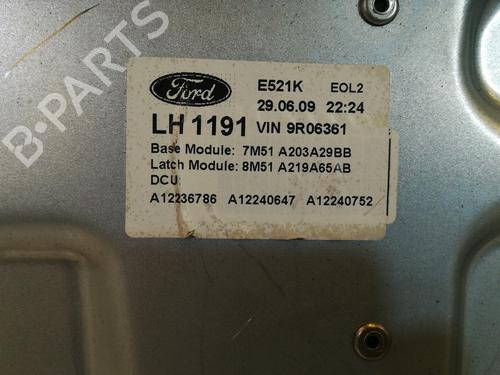 B-PARTS
Ford
E521K EOL2
29.06.09 22:24
LH 1191 VIN 9R06361
Base Module: 7M51 A203A29BB
Latch Module: 8M51 A219A65AB
DCU:
A12236786 A12240647 A12240752